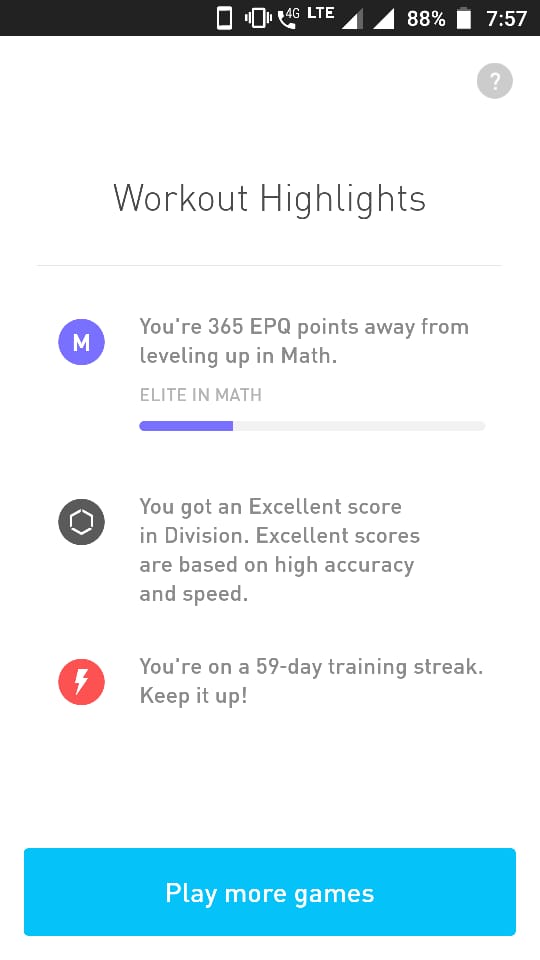 4G LTE 88% 7:57
?
Workout Highlights
M
You're 365 EPQ points away from
leveling up in Math.
ELITE IN MATH
You got an Excellent score
in Division. Excellent scores
are based on high accuracy
and speed.
You're on a 59-day training streak.
Keep it up!
Play more games